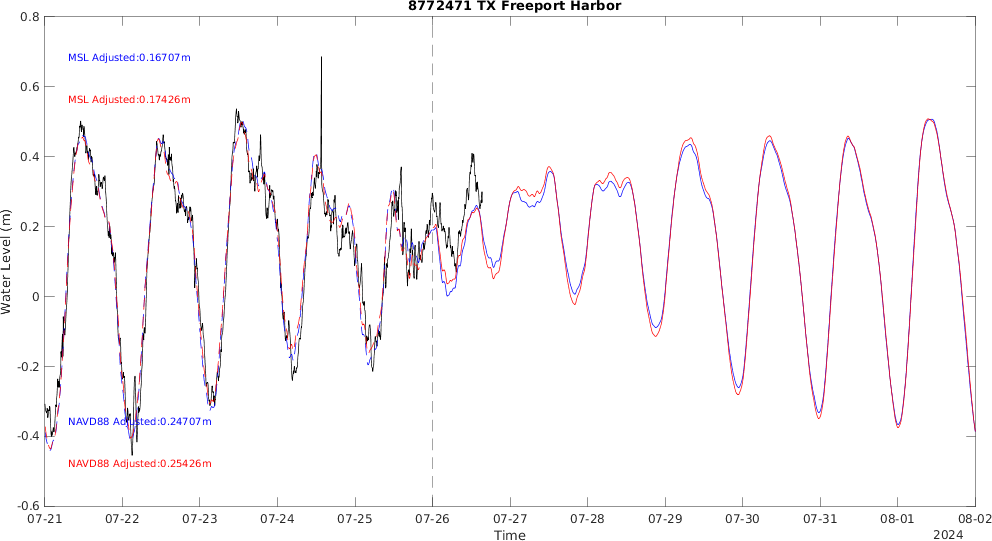 8772471 TX Freeport Harbor
0.8
0.6
0.4
0.2
0
-0.2
-0.4
-0.6
Water Level (m)
MSL Adjusted:0.16707m
MSL Adjusted:0.17426m
NAVD88 Adjusted:0.24707m
NAVD88 Adjusted:0.25426m
07-21 07-22 07-23 07-24 07-25 07-26 07-27 07-28 07-29 07-30 07-31 08-01 08-02
Time
2024